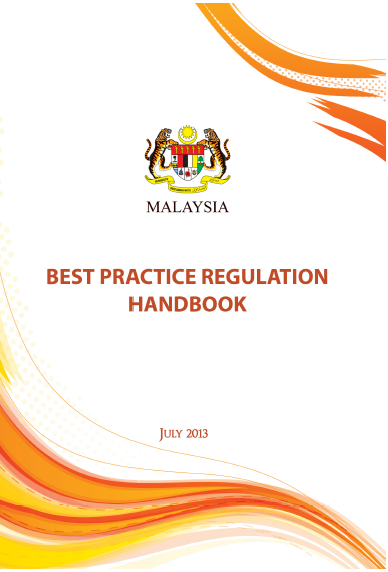 MALAYSIA
BEST PRACTICE REGULATION
HANDBOOK
JULY 2013